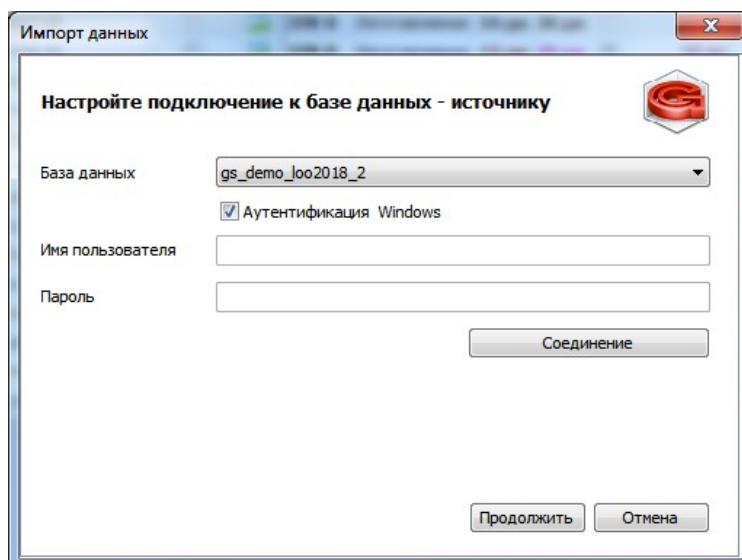 Импорт данных
Настройте подключение к базе данных - источнику
База данных
gs_demo_loo2018_2
Аутентификация Windows
Имя пользователя
Пароль
Соединение
Продолжить Отмена